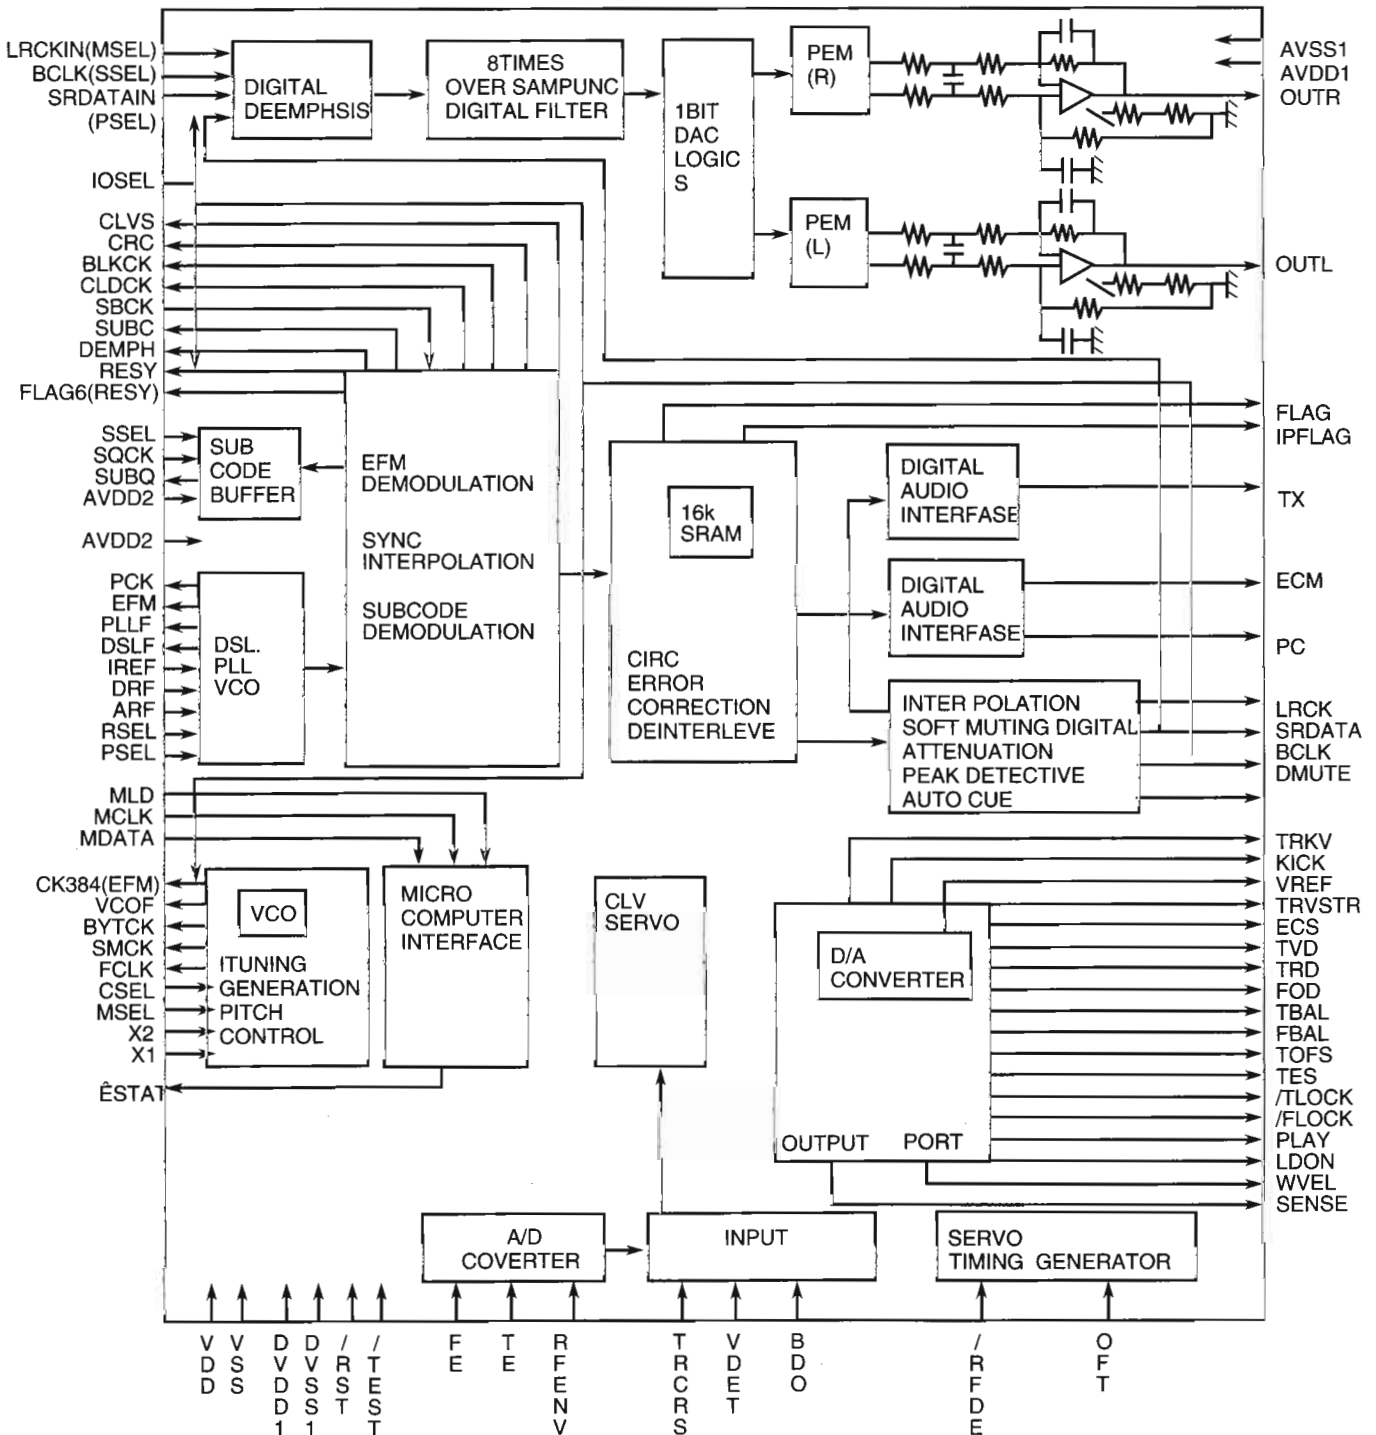 LRCKIN(MSEL)
BCLK(SSEL)
SRDATAIN
(PSEL)
IOSEL
CLVS
CRC
BLKCK
CLDCK
SBCK
SUBC
DEMPH
RESY
FLAG6(RESY)
SSEL
SQCK
SUBQ
AVDD2
AVDD2
PCK
EFM
PLLF
DSLF
IREF
DRF
ARF
RSEL
PSEL
MLD
MCLK
MDATA
CK384(EFM)
VCOF
BYTCK
SMCK
FCLK
CSEL
MSEL
X2
X1
ÊSTAT
DIGITAL
DEEMPHSIS
8TIMES
OVER SAMPUNC
DIGITAL FILTER
1BIT
DAC
LOGIC
S
PEM
(R)
PEM
(L)
SUB
CODE
BUFFER
EFM
DEMODULATION
SYNC
INTERPOLATION
SUBCODE
DEMODULATION
DSL.
PLL
VCO
16k
SRAM
CIRC
ERROR
CORRECTION
DEINTERLEVE
DIGITAL
AUDIO
INTERFASE
DIGITAL
AUDIO
INTERFASE
INTER POLATION
SOFT MUTING DIGITAL
ATTENUATION
PEAK DETECTIVE
AUTO CUE
VCO
ITUNING
GENERATION
PITCH
CONTROL
MICRO
COMPUTER
INTERFACE
CLV
SERVO
D/A
CONVERTER
OUTPUT PORT
A/D
COVERTER
INPUT
SERVO
TIMING GENERATOR
AVSS1
AVDD1
OUTR
OUTL
FLAG
IPFLAG
TX
ECM
PC
LRCK
SRDATA
BCLK
DMUTE
TRKV
KICK
VREF
TRVSTR
ECS
TVD
TRD
FOD
TBAL
FBAL
TOFS
TES
/TLOCK
/FLOCK
PLAY
LDON
WVEL
SENSE
VDD
VSS
DVDD1
DVSS1
/RST
/TEST
FE
TE
RFENV
TRCRS
VDET
BDO
/RFDE
OFT